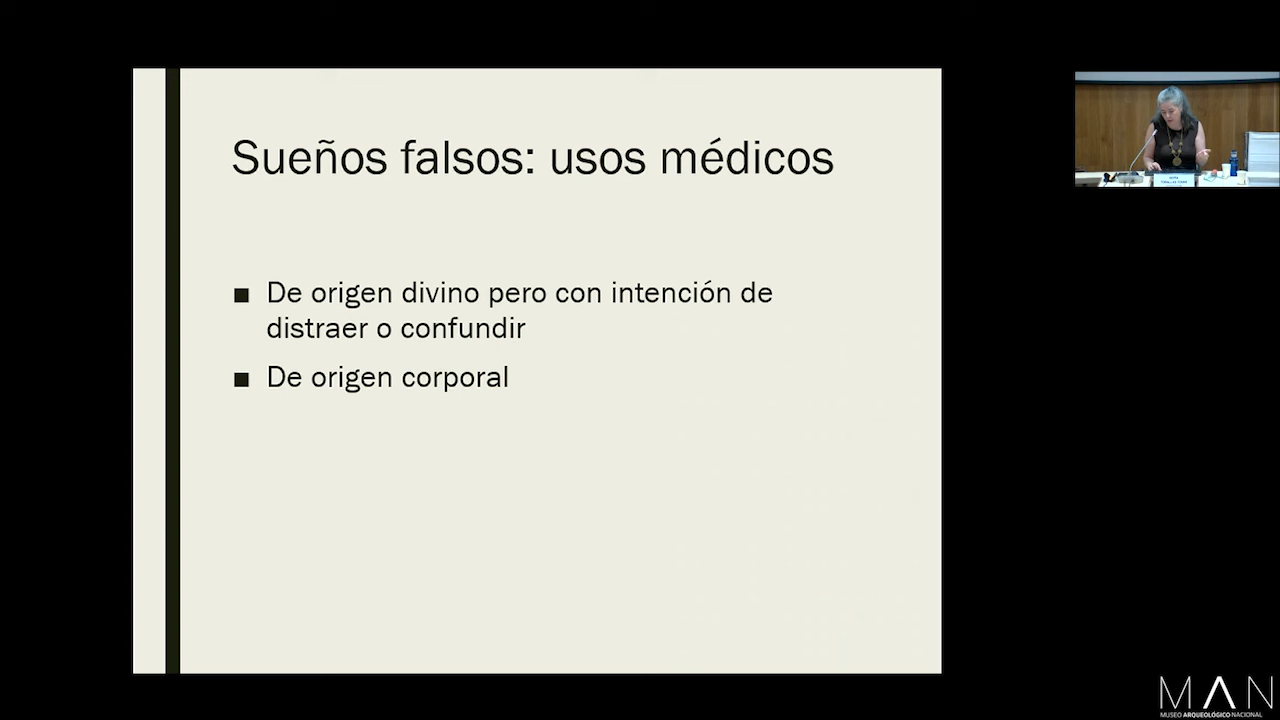 Sueños falsos: usos médicos
■ De origen divino pero con intención de
distraer o confundir
■ De origen corporal
MAN
MUSEO ARQUEOLÓGICO NACIONAL